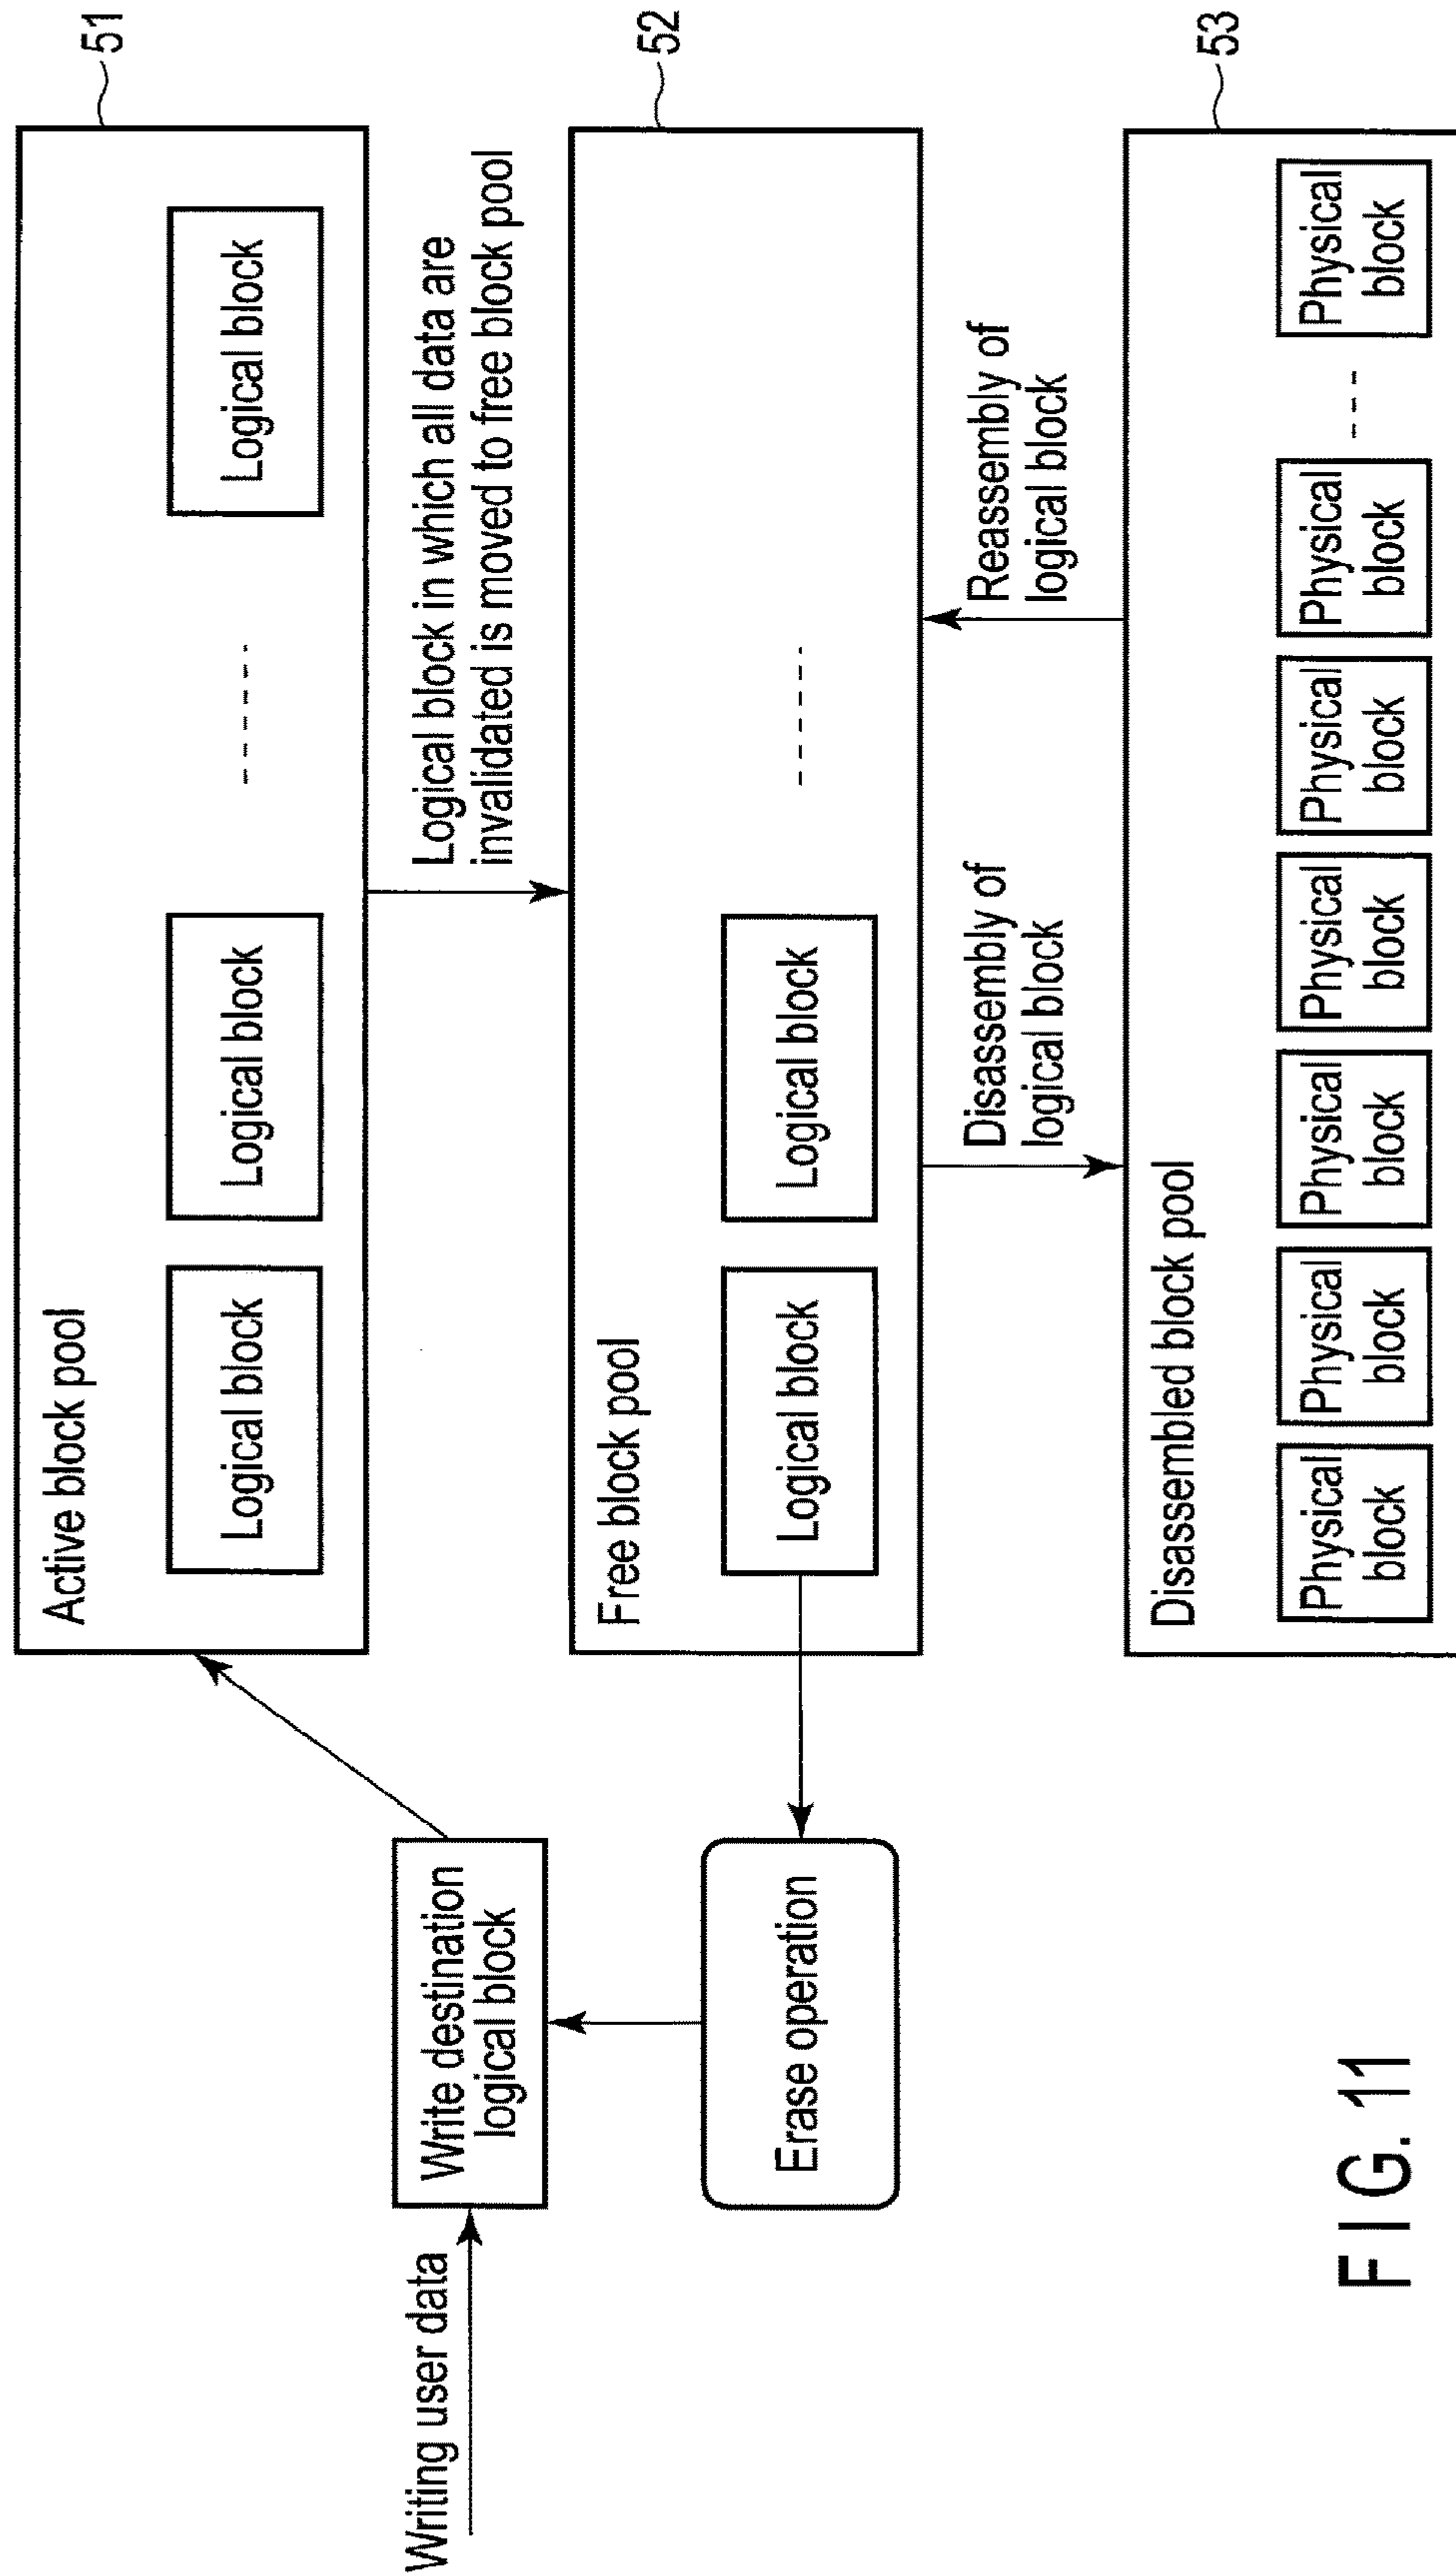 Active block pool
51
Logical block
Logical block
-----
Logical block
Writing user data
Write destination
logical block
Logical block in which all data are
invalidated is moved to free block pool
Free block pool
52
Logical block
Logical block
-----
Erase operation
Disassembly of
logical block
Reassembly of
logical block
Disassembled block pool
53
Physical
block
Physical
block
Physical
block
Physical
block
Physical
block
Physical
block
---
Physical
block
FIG. 11